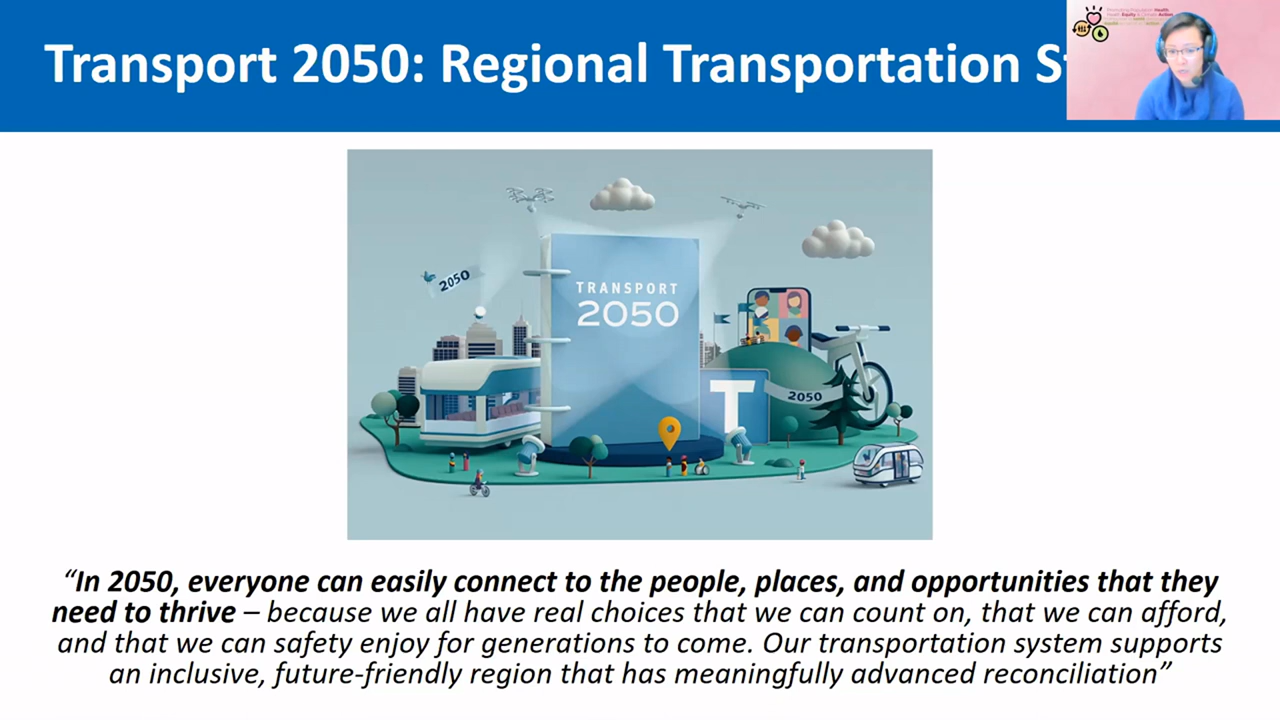 Transport 2050: Regional Transportation
2050
TRANSPORT
2050
T
2050
“In 2050, everyone can easily connect to the people, places, and opportunities that they
need to thrive – because we all have real choices that we can count on, that we can afford,
and that we can safety enjoy for generations to come. Our transportation system supports
an inclusive, future-friendly region that has meaningfully advanced reconciliation”